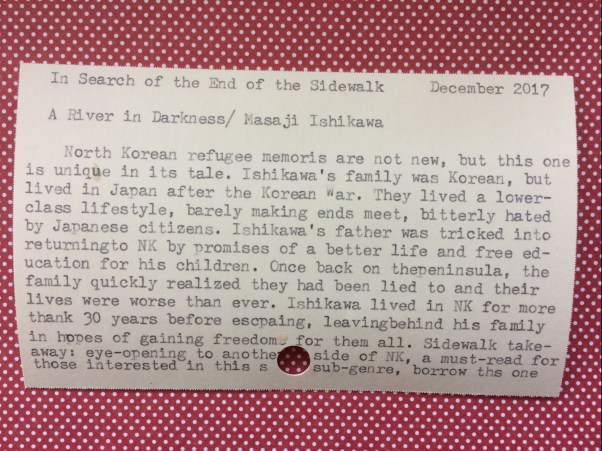 In Search of the End of the Sidewalk December 2017
A River in Darkness/ Masaji Ishikawa
North Korean refugee memoris are not new, but this one
is unique in its tale. Ishikawa's family was Korean, but
lived in Japan after the Korean War. They lived a lower-
class lifestyle, barely making ends meet, bitterly hated
by Japanese citizens. Ishikawa's father was tricked into
returningto NK by promises of a better life and free ed-
ucation for his children. Once back on thepeninsula, the
family quickly realized they had been lied to and their
lives were worse than ever. Ishikawa lived in NK for more
thank 30 years before escpaing, leavingbehind his family
in hopes of gaining freedom for them all. Sidewalk take-
away: eye-opening to another side of NK, a must-read for
those interested in this s sub-genre, borrow ths one